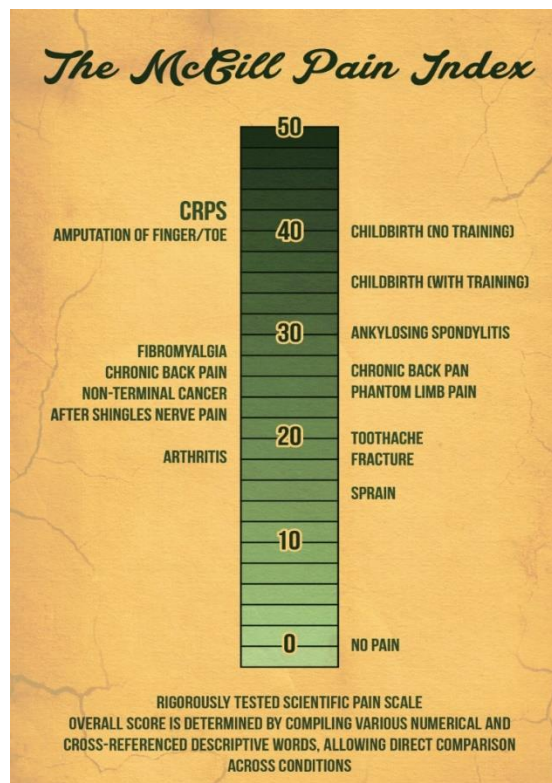 The McGill Pain Index
50
CRPS
AMPUTATION OF FINGER/TOE
40
CHILDBIRTH (NO TRAINING)
CHILDBIRTH (WITH TRAINING)
30
ANKYLOSING SPONDYLITIS
FIBROMYALGIA
CHRONIC BACK PAIN
CHRONIC BACK PAN
NON-TERMINAL CANCER
PHANTOM LIMB PAIN
AFTER SHINGLES NERVE PAIN
20
TOOTHACHE
ARTHRITIS
FRACTURE
SPRAIN
10
0
NO PAIN
RIGOROUSLY TESTED SCIENTIFIC PAIN SCALE
OVERALL SCORE IS DETERMINED BY COMPILING VARIOUS NUMERICAL AND
CROSS-REFERENCED DESCRIPTIVE WORDS, ALLOWING DIRECT COMPARISON
ACROSS CONDITIONS